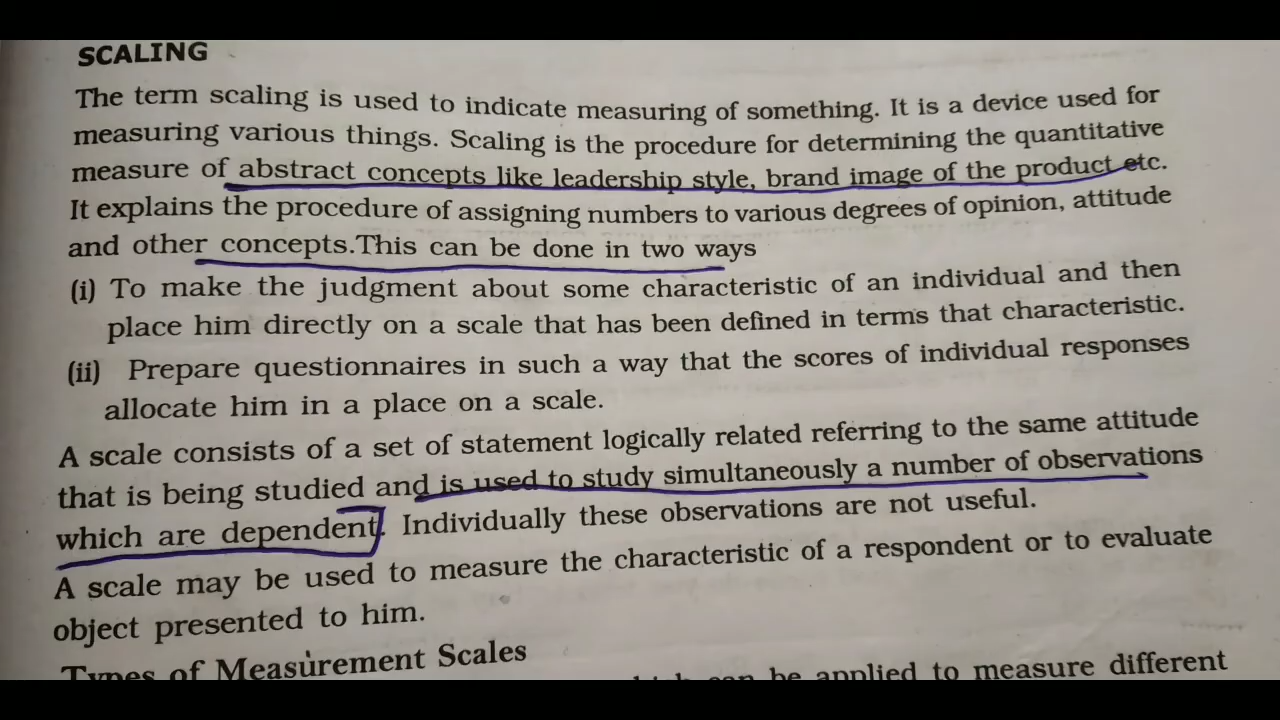 SCALING
The term scaling is used to indicate measuring of something. It is a device used for
measuring various things. Scaling is the procedure for determining the quantitative
measure of abstract concepts like leadership style, brand image of the product etc.
It explains the procedure of assigning numbers to various degrees of opinion, attitude
and other concepts.This can be done in two ways
(i) To make the judgment about some characteristic of an individual and then
place him directly on a scale that has been defined in terms that characteristic.
(ii) Prepare questionnaires in such a way that the scores of individual responses
allocate him in a place on a scale.
A scale consists of a set of statement logically related referring to the same attitude
that is being studied and is used to study simultaneously a number of observations
which are dependent. Individually these observations are not useful.
A scale may be used to measure the characteristic of a respondent or to evaluate
object presented to him.
Types of Measurement Scales
which can be applied to measure different